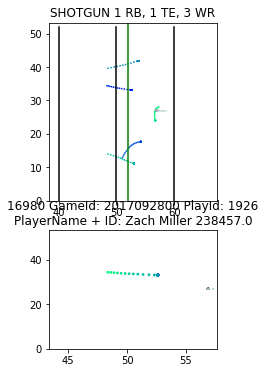 SHOTGUN 1 RB, 1 TE, 3 WR
50
40
30
20
10
0
40 50 60
16980 GameId: 2017092800 PlayId: 1926
PlayerName + ID: Zach Miller 238457.0
40
20
0
45 50 55